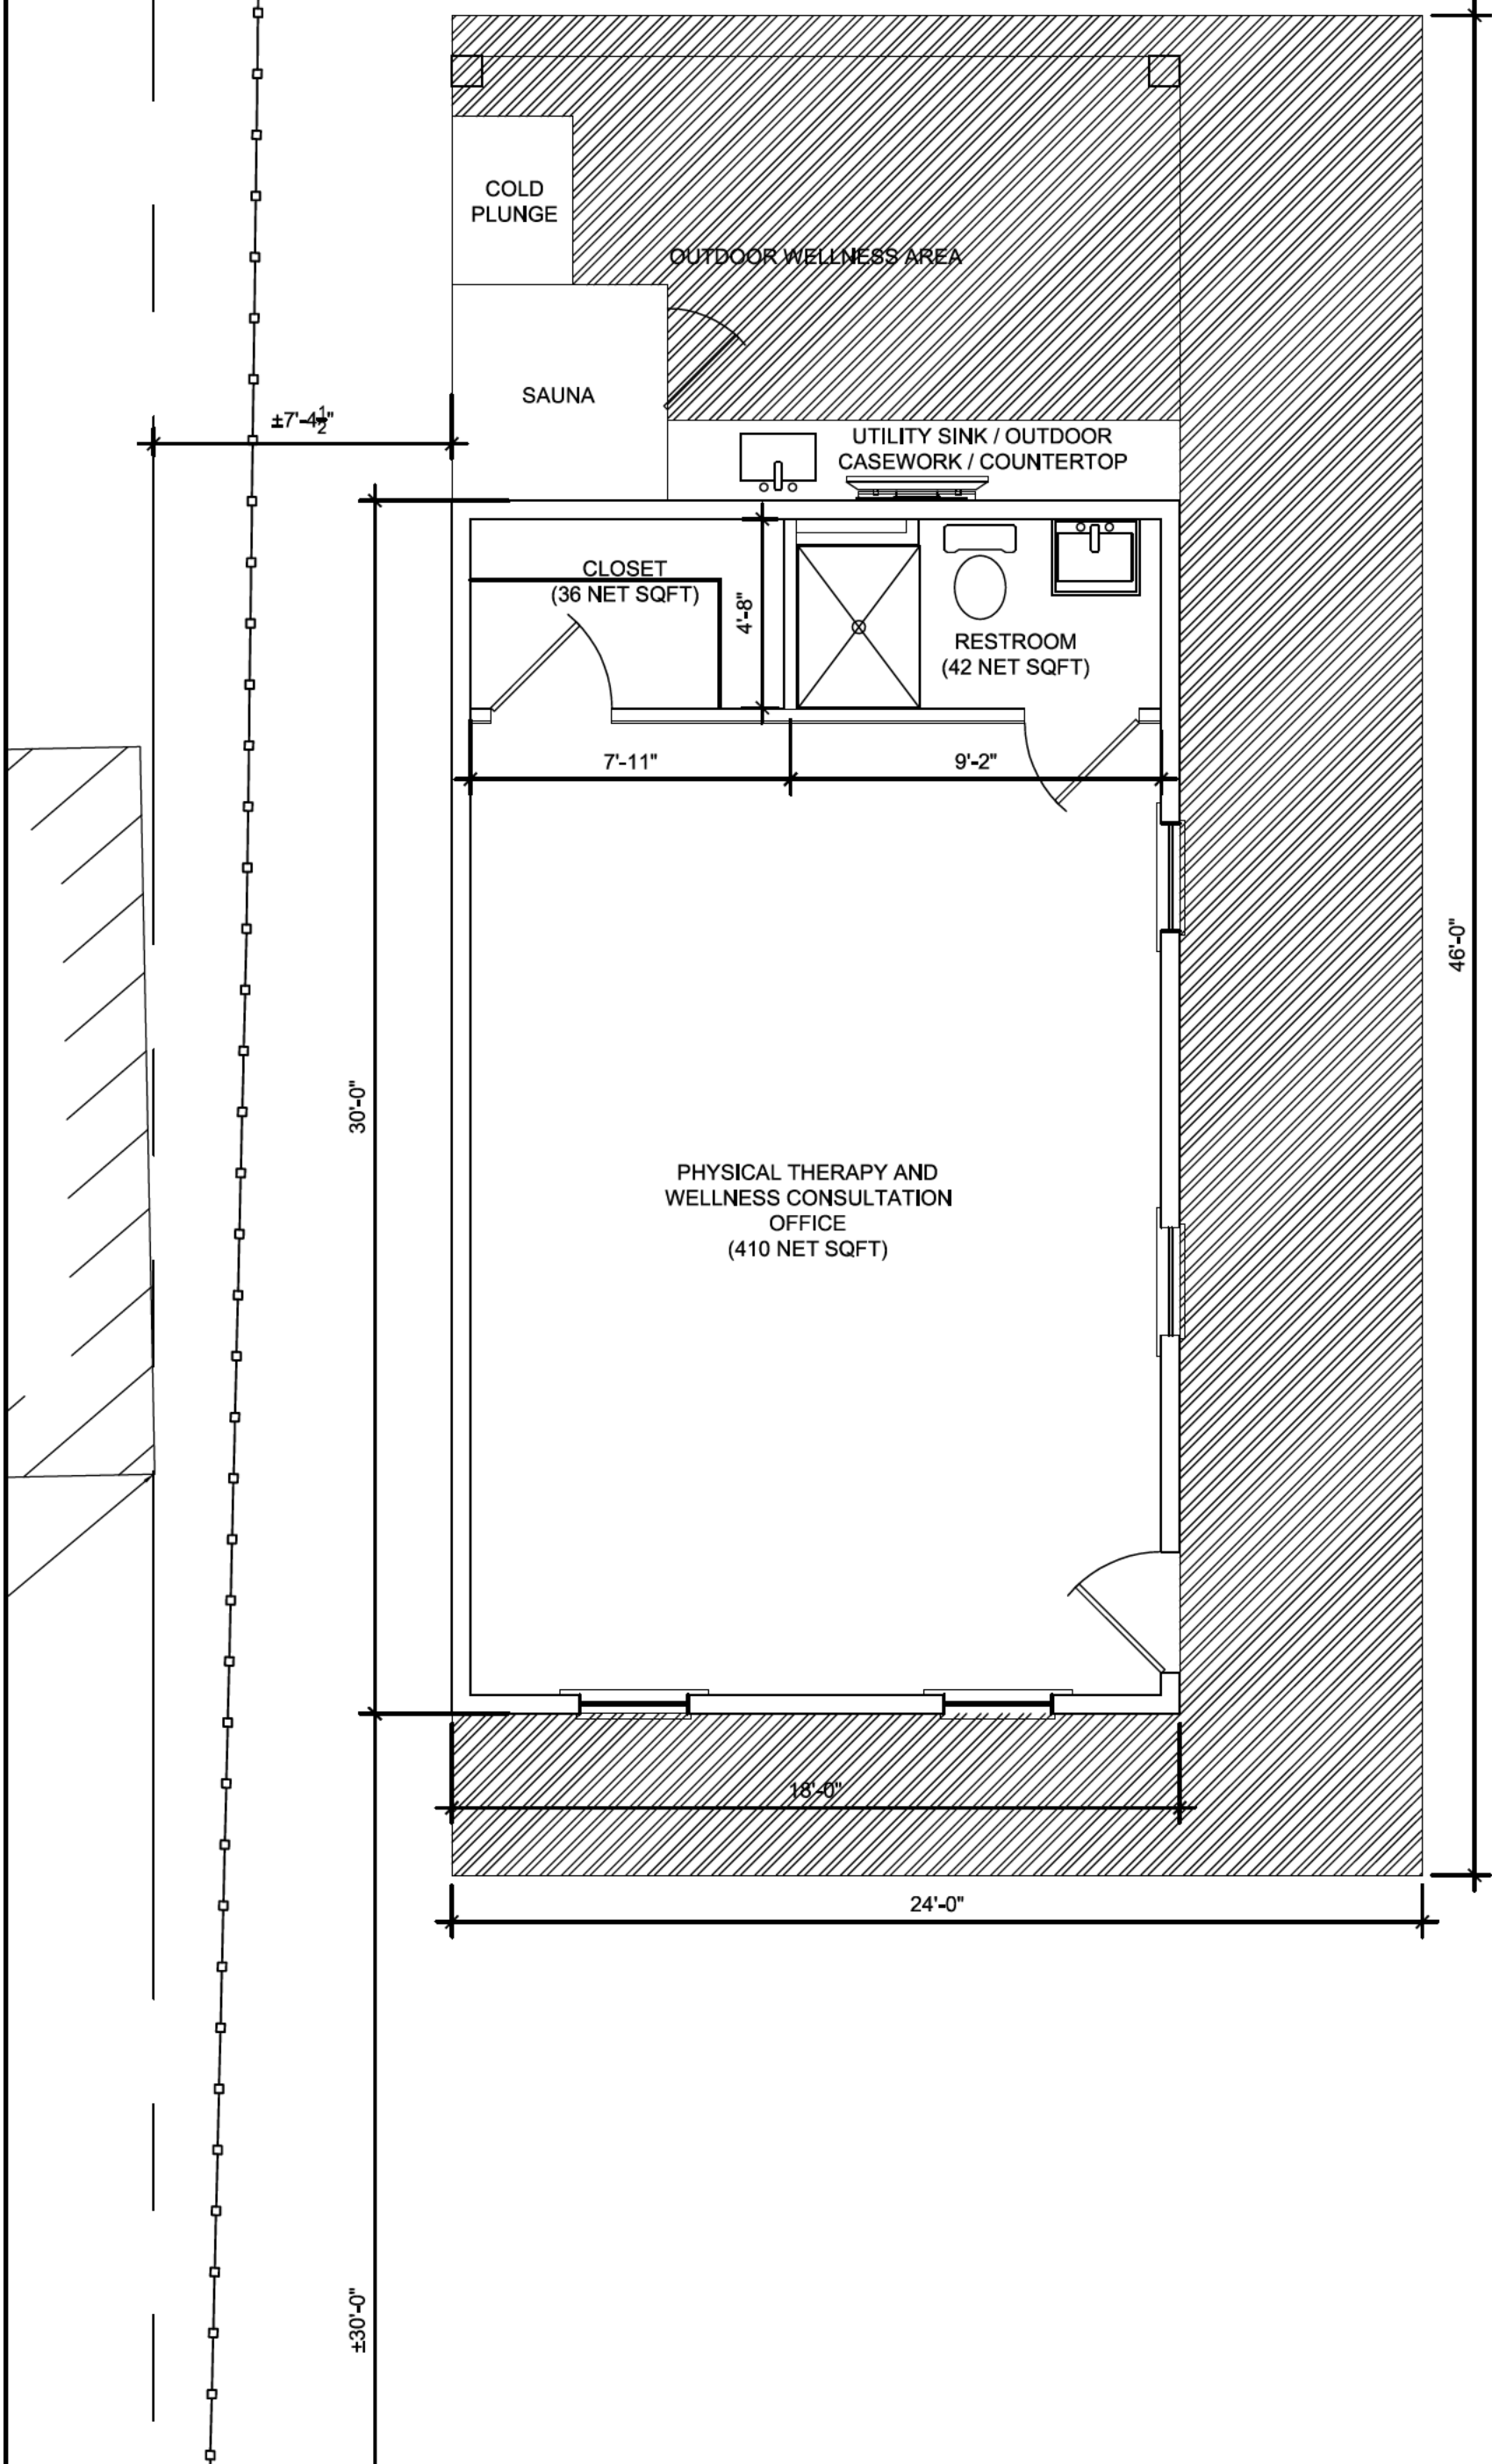 COLD
PLUNGE
OUTDOOR WELLNESS AREA
SAUNA
±7'-4½"
UTILITY SINK / OUTDOOR
CASEWORK / COUNTERTOP
CLOSET
(36 NET SQFT)
4'-8"
RESTROOM
(42 NET SQFT)
7'-11"
9'-2"
46'-0"
30'-0"
PHYSICAL THERAPY AND
WELLNESS CONSULTATION
OFFICE
(410 NET SQFT)
18'-0"
24'-0"
±30'-0"